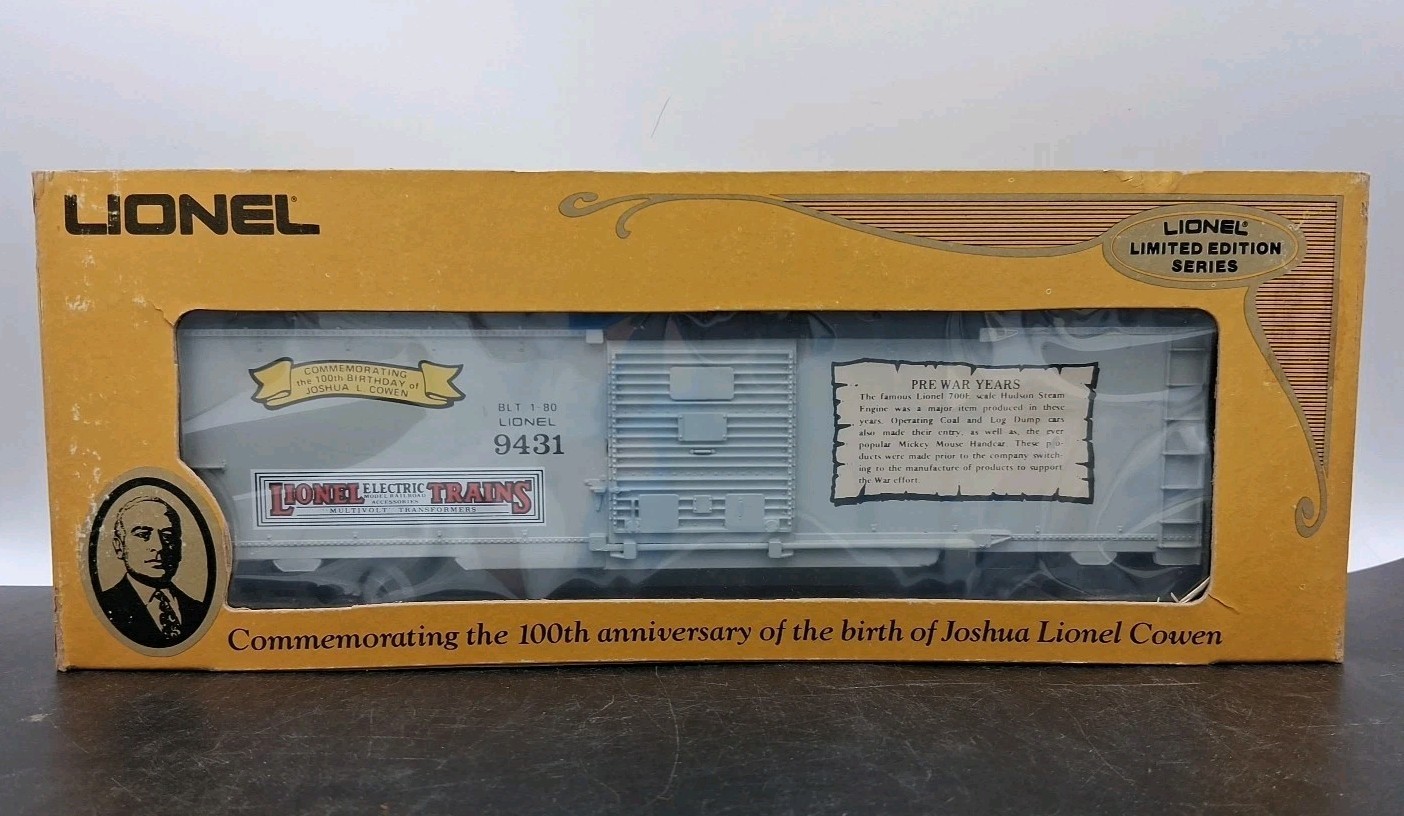 LIONEL®
LIONEL®
LIMITED EDITION
SERIES
COMMEMORATING
the 100th BIRTHDAY of
JOSHUA L. COWEN
BLT 1-80
LIONEL
9431
LIONEL ELECTRIC TRAINS
MODEL RAILROAD
ACCESSORIES
MULTIVOLT TRANSFORMERS
PRE WAR YEARS
The famous Lionel 700E scale Hudson Steam
Engine was a major item produced in these
years. Operating Coal and Log Dump cars
also made their entry, as well as, the ever
popular Mickey Mouse Handcar. These pro-
ducts were made prior to the company switch-
ing to the manufacture of products to support
the War effort.
Commemorating the 100th anniversary of the birth of Joshua Lionel Cowen